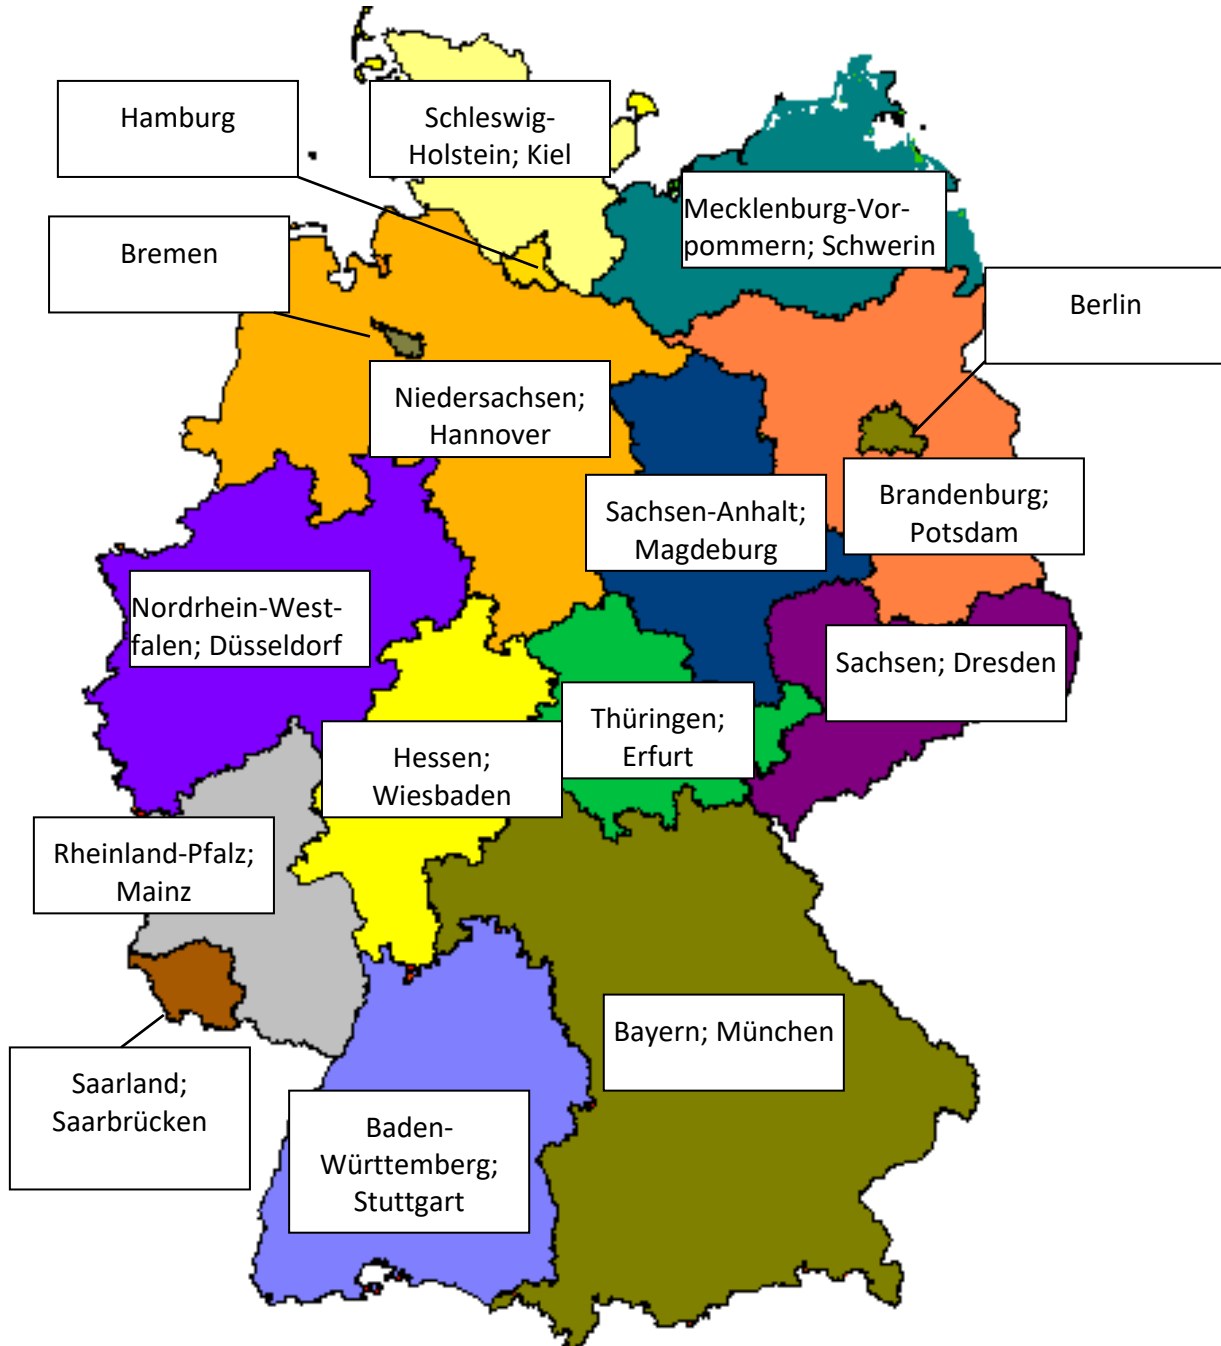 Hamburg
Schleswig-
Holstein; Kiel
Mecklenburg-Vor-
pommern; Schwerin
Bremen
Berlin
Niedersachsen;
Hannover
Sachsen-Anhalt;
Magdeburg
Brandenburg;
Potsdam
Nordrhein-West-
falen; Düsseldorf
Sachsen; Dresden
Thüringen;
Erfurt
Hessen;
Wiesbaden
Rheinland-Pfalz;
Mainz
Bayern; München
Saarland;
Saarbrücken
Baden-
Württemberg;
Stuttgart